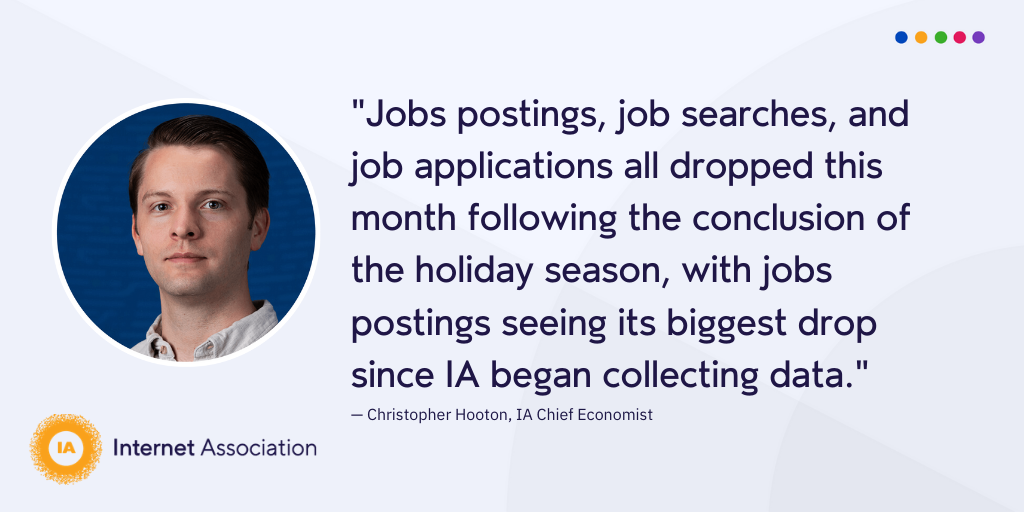 "Jobs postings, job searches, and
job applications all dropped this
month following the conclusion of
the holiday season, with jobs
postings seeing its biggest drop
since IA began collecting data."
— Christopher Hooton, IA Chief Economist
IA
Internet Association